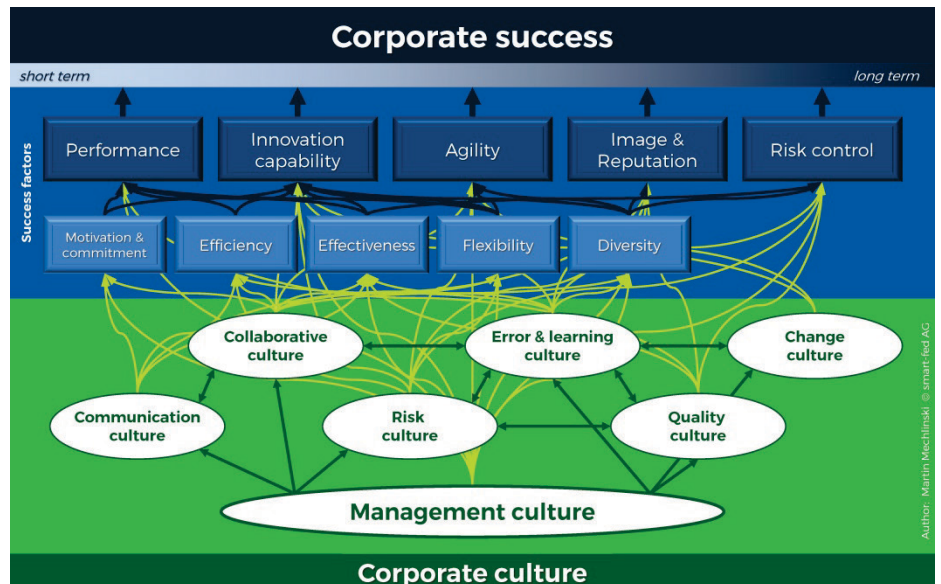 Corporate success
short term
long term
Success factors
Performance
Innovation
capability
Agility
Image &
Reputation
Risk control
Motivation &
commitment
Efficiency
Effectiveness
Flexibility
Diversity
Collaborative
culture
Error & learning
culture
Change
culture
Communication
culture
Risk
culture
Quality
culture
Management culture
Corporate culture
Author: Martin Mechlinski © smart-fed AG